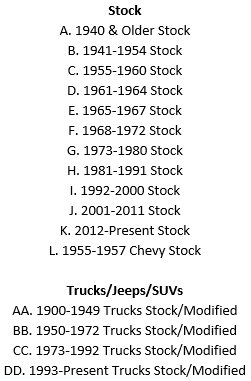 Stock
A. 1940 & Older Stock
B. 1941-1954 Stock
C. 1955-1960 Stock
D. 1961-1964 Stock
E. 1965-1967 Stock
F. 1968-1972 Stock
G. 1973-1980 Stock
H. 1981-1991 Stock
I. 1992-2000 Stock
J. 2001-2011 Stock
K. 2012-Present Stock
L. 1955-1957 Chevy Stock
Trucks/Jeeps/SUVs
AA. 1900-1949 Trucks Stock/Modified
BB. 1950-1972 Trucks Stock/Modified
CC. 1973-1992 Trucks Stock/Modified
DD. 1993-Present Trucks Stock/Modified